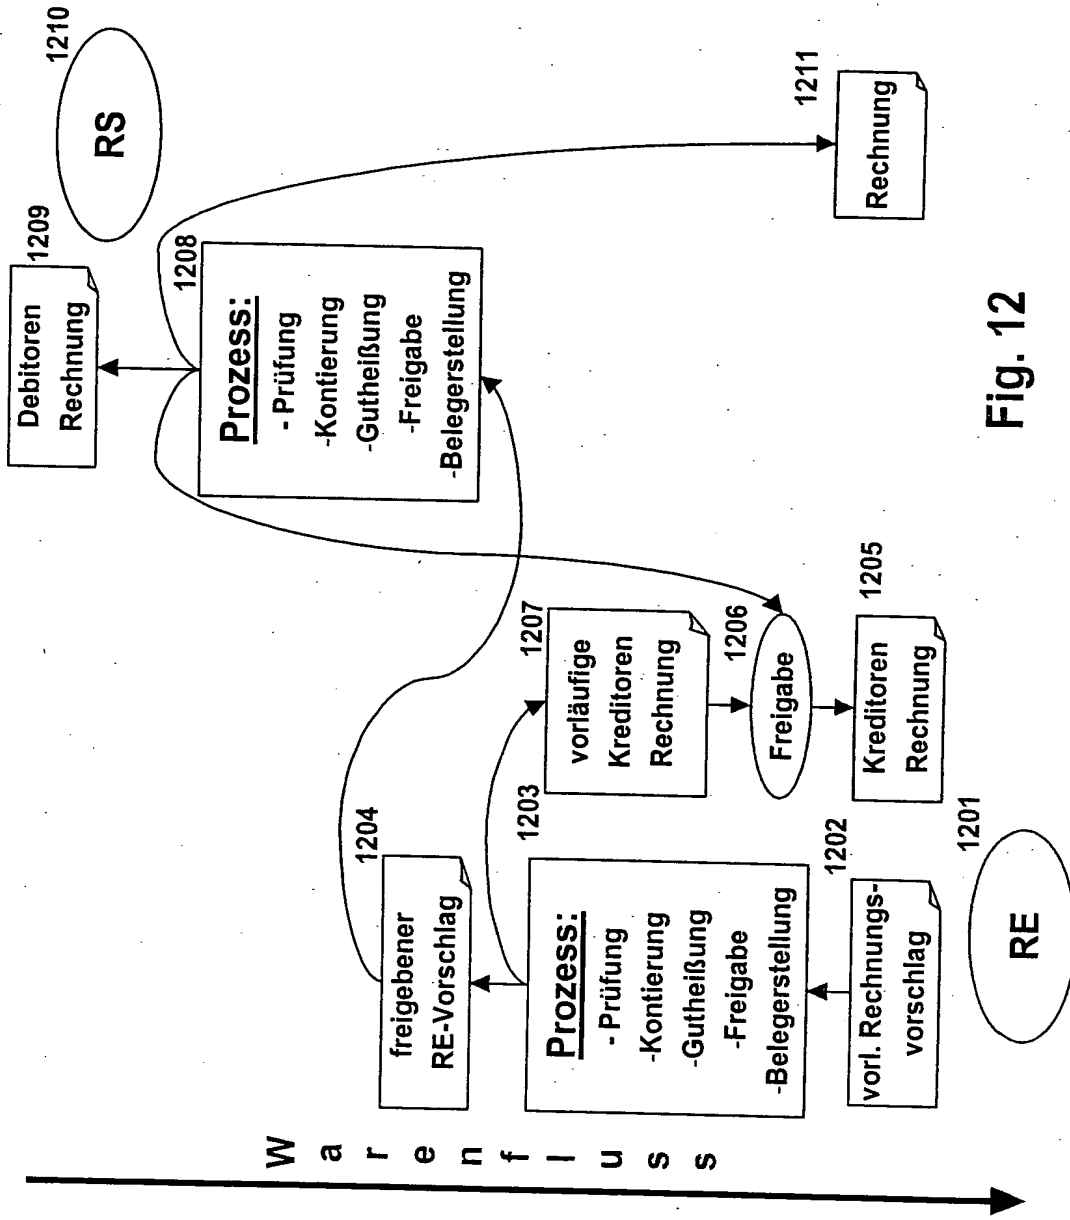 W a r e n f l u s s
freigebener
RE-Vorschlag
1204
Prozess:
- Prüfung
-Kontierung
-Gutheißung
-Freigabe
-Belegerstellung
1203
vorl. Rechnungs-
vorschlag
1202
RE
1201
vorläufige
Kreditoren
Rechnung
1207
Freigabe
1206
Kreditoren
Rechnung
1205
Debitoren
Rechnung
1209
Prozess:
- Prüfung
-Kontierung
-Gutheißung
-Freigabe
-Belegerstellung
1208
RS
1210
Rechnung
1211
Fig. 12